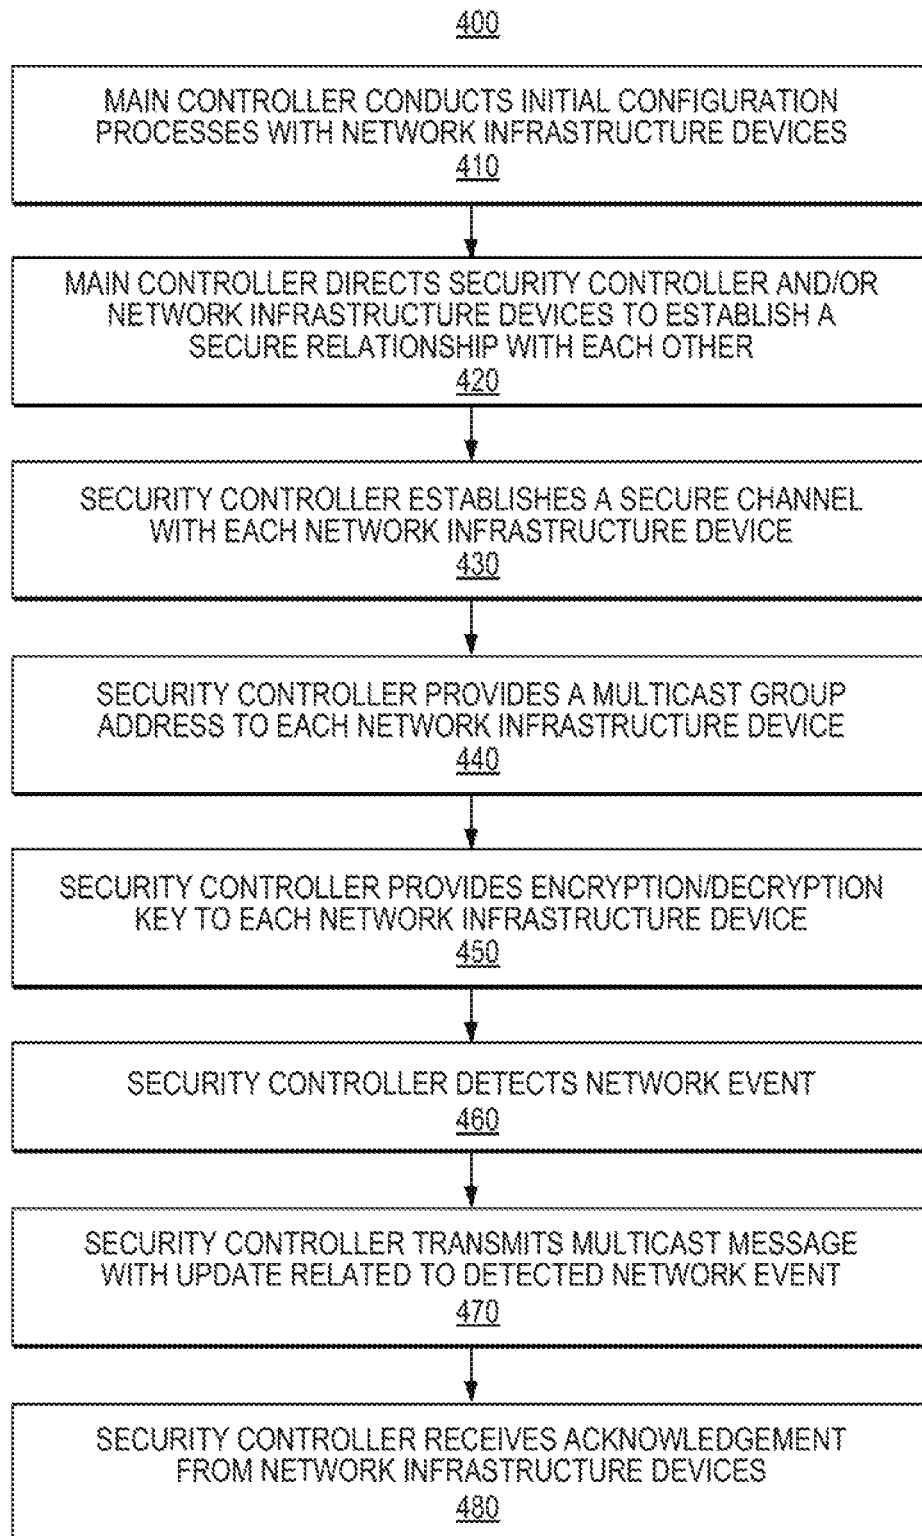 400
MAIN CONTROLLER CONDUCTS INITIAL CONFIGURATION
PROCESSES WITH NETWORK INFRASTRUCTURE DEVICES
410
MAIN CONTROLLER DIRECTS SECURITY CONTROLLER AND/OR
NETWORK INFRASTRUCTURE DEVICES TO ESTABLISH A
SECURE RELATIONSHIP WITH EACH OTHER
420
SECURITY CONTROLLER ESTABLISHES A SECURE CHANNEL
WITH EACH NETWORK INFRASTRUCTURE DEVICE
430
SECURITY CONTROLLER PROVIDES A MULTICAST GROUP
ADDRESS TO EACH NETWORK INFRASTRUCTURE DEVICE
440
SECURITY CONTROLLER PROVIDES ENCRYPTION/DECRYPTION
KEY TO EACH NETWORK INFRASTRUCTURE DEVICE
450
SECURITY CONTROLLER DETECTS NETWORK EVENT
460
SECURITY CONTROLLER TRANSMITS MULTICAST MESSAGE
WITH UPDATE RELATED TO DETECTED NETWORK EVENT
470
SECURITY CONTROLLER RECEIVES ACKNOWLEDGEMENT
FROM NETWORK INFRASTRUCTURE DEVICES
480